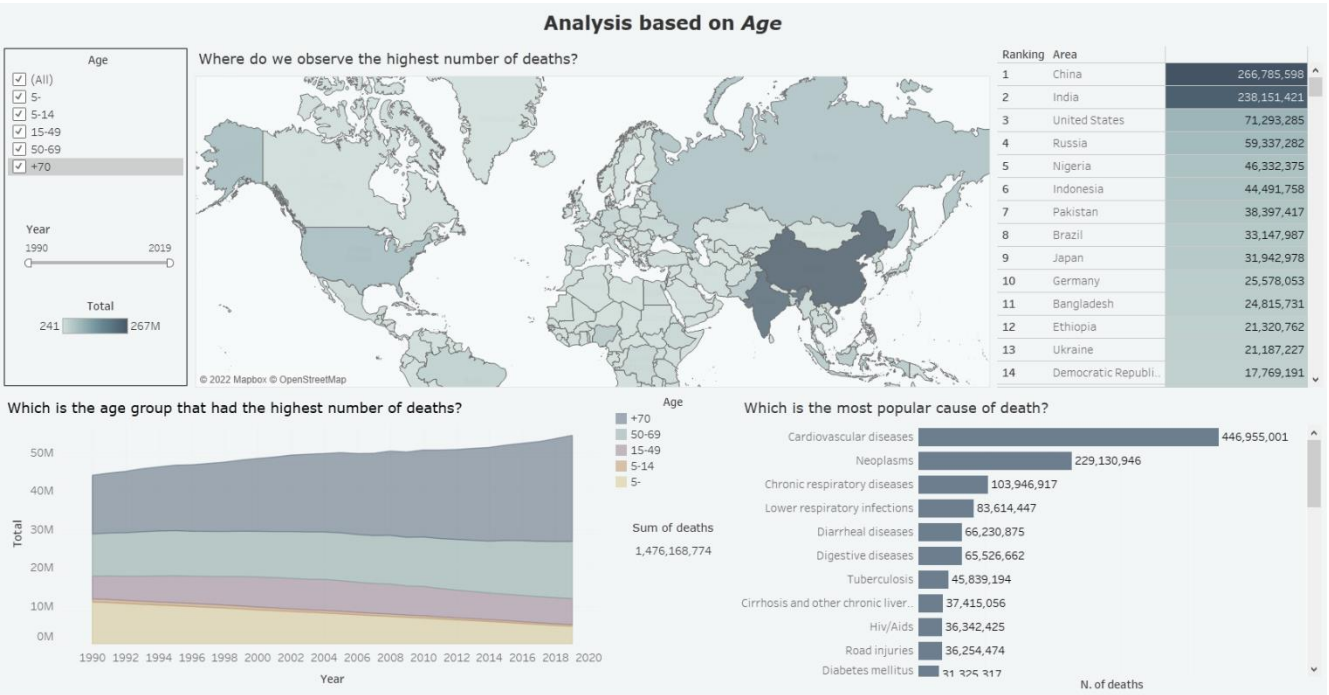 Analysis based on Age
Age
(All)
5-
5-14
15-49
50-69
+70
Year
1990 2019
Total
241 267M
Where do we observe the highest number of deaths?
© 2022 Mapbox © OpenStreetMap
Ranking Area
1 China 266,785,598
2 India 238,151,421
3 United States 71,293,285
4 Russia 59,337,282
5 Nigeria 46,332,375
6 Indonesia 44,491,758
7 Pakistan 38,397,417
8 Brazil 33,147,987
9 Japan 31,942,978
10 Germany 25,578,053
11 Bangladesh 24,815,731
12 Ethiopia 21,320,762
13 Ukraine 21,187,227
14 Democratic Republi.. 17,769,191
Which is the age group that had the highest number of deaths?
Total
50M
40M
30M
20M
10M
0M
1990 1992 1994 1996 1998 2000 2002 2004 2006 2008 2010 2012 2014 2016 2018 2020
Year
Age
+70
50-69
15-49
5-14
5-
Sum of deaths
1,476,168,774
Which is the most popular cause of death?
Cardiovascular diseases 446,955,001
Neoplasms 229,130,946
Chronic respiratory diseases 103,946,917
Lower respiratory infections 83,614,447
Diarrheal diseases 66,230,875
Digestive diseases 65,526,662
Tuberculosis 45,839,194
Cirrhosis and other chronic liver.. 37,415,056
Hiv/Aids 36,342,425
Road injuries 36,254,474
Diabetes mellitus 31,325,317
N. of deaths